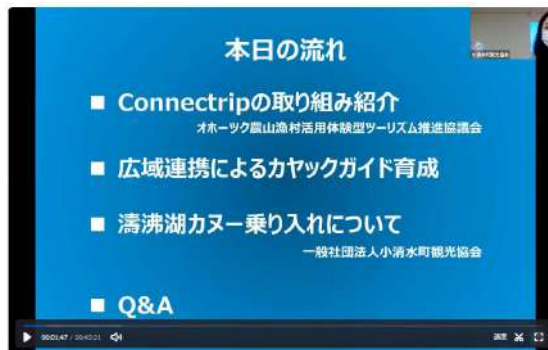 本日の流れ
■ Connectripの取り組み紹介
オホーツク農山漁村活用体験型ツーリズム推進協議会
■ 広域連携によるカヤックガイド育成
■ 濤沸湖カヌー乗り入れについて
一般社団法人小清水町観光協会
■ Q&A
00:01:47 / 00:40:21